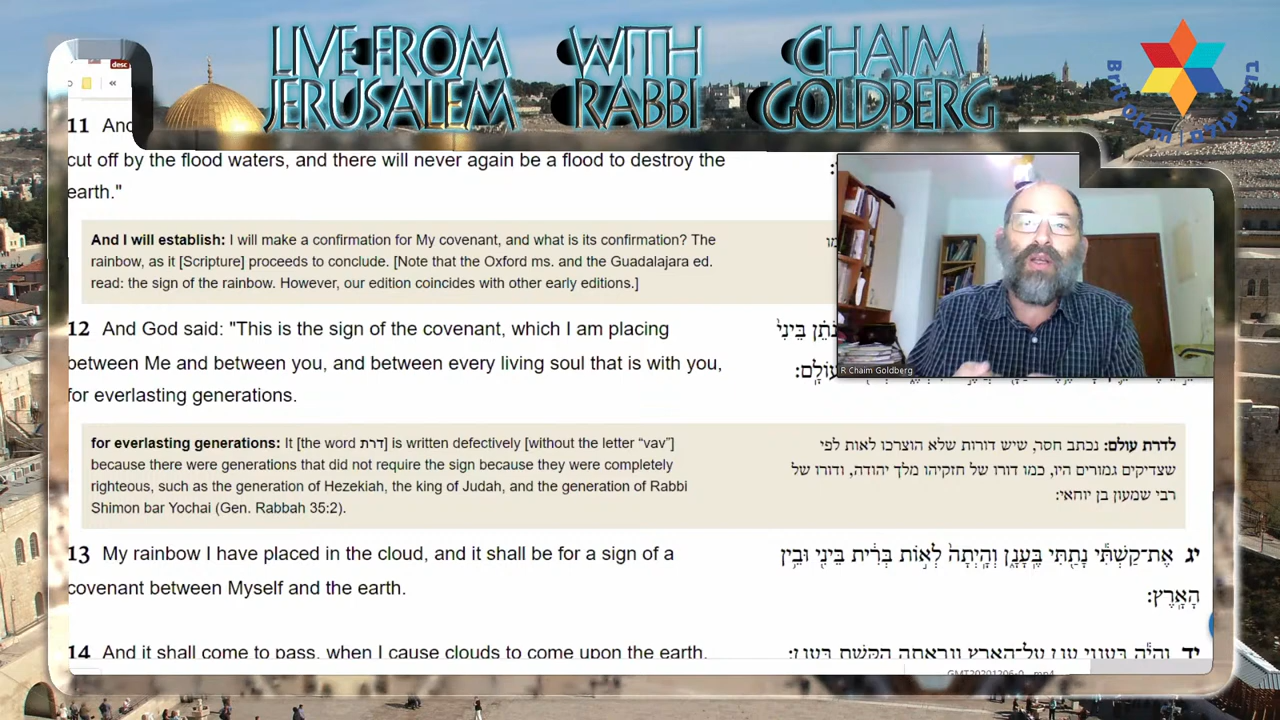 LIVE FROM WITH CHAIM
JERUSALEM RABBI GOLDBERG
Brit Olam | ברית עולם
desc
«
11 And
cut off by the flood waters, and there will never again be a flood to destroy the
earth."
And I will establish: I will make a confirmation for My covenant, and what is its confirmation? The
rainbow, as it [Scripture] proceeds to conclude. [Note that the Oxford ms. and the Guadalajara ed.
read: the sign of the rainbow. However, our edition coincides with other early editions.]
12 And God said: "This is the sign of the covenant, which I am placing
between Me and between you, and between every living soul that is with you,
for everlasting generations.
נֹתֵ֗ן בֵּינִי֙
עוֹלָֽם:
R Chaim Goldberg
for everlasting generations: It [the word דרת] is written defectively [without the letter “vav”]
because there were generations that did not require the sign because they were completely
righteous, such as the generation of Hezekiah, the king of Judah, and the generation of Rabbi
Shimon bar Yochai (Gen. Rabbah 35:2).
לדרת עולם: נכתב חסר, שיש דורות שלא הוצרכו לאות לפי
שצדיקים גמורים היו, כמו דורו של חזקיהו מלך יהודה, ודורו של
רבי שמעון בן יוחאי:
13 My rainbow I have placed in the cloud, and it shall be for a sign of a
covenant between Myself and the earth.
יג אֶת־קַשְׁתִּ֕י נָתַ֖תִּי בֶּֽעָנָ֑ן וְהָֽיְתָה֙ לְא֣וֹת בְּרִ֔ית בֵּינִ֖י וּבֵ֥ין
הָאָֽרֶץ:
14 And it shall come to pass, when I cause clouds to come upon the earth,
יד וְהָיָ֕ה בְּעַֽנֲנִ֥י עָנָ֖ן עַל־הָאָ֑רֶץ וְנִרְאֲתָ֥ה הַקֶּ֖שֶׁת בֶּֽעָנָֽן: